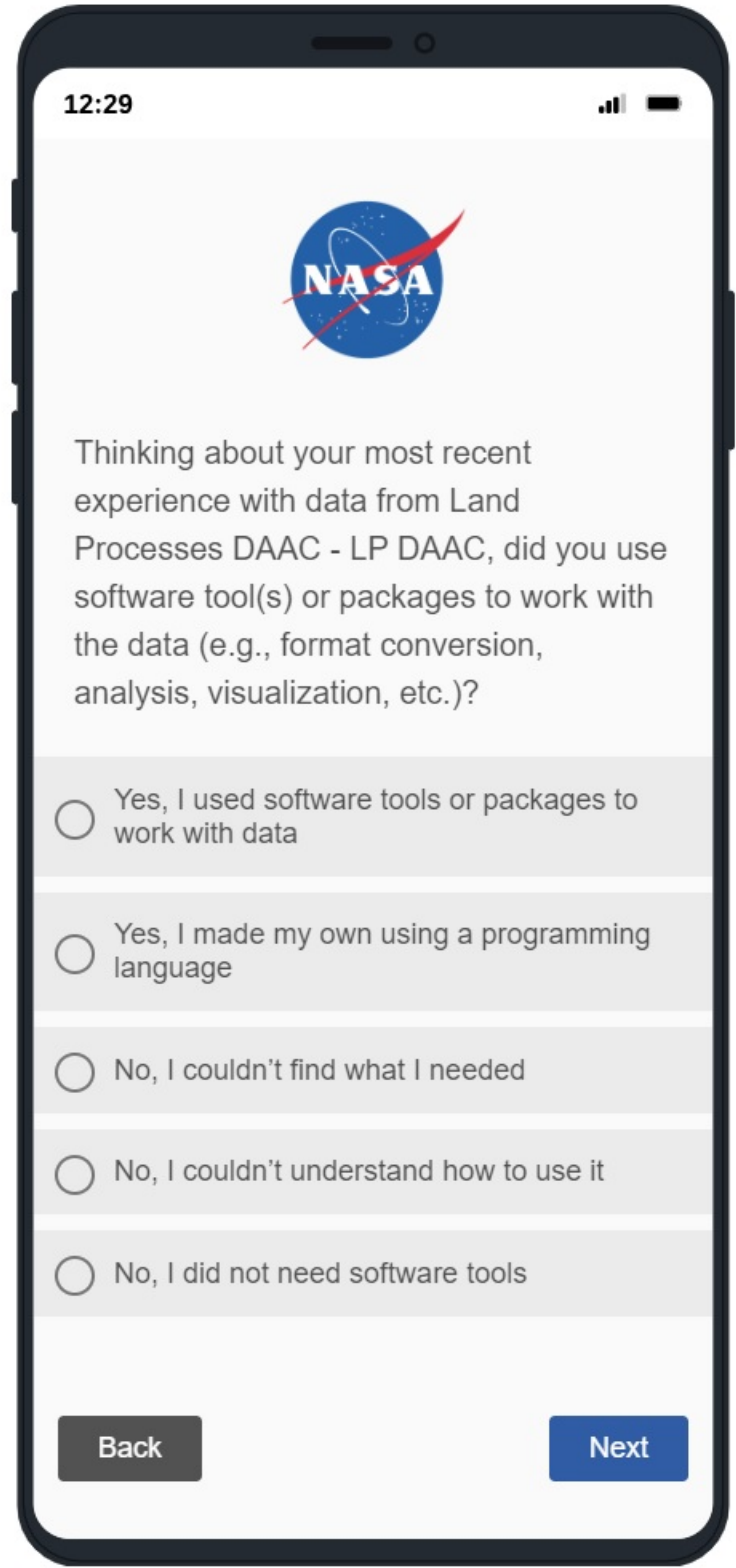 12:29
NASA
Thinking about your most recent
experience with data from Land
Processes DAAC - LP DAAC, did you use
software tool(s) or packages to work with
the data (e.g., format conversion,
analysis, visualization, etc.)?
Yes, I used software tools or packages to
work with data
Yes, I made my own using a programming
language
No, I couldn’t find what I needed
No, I couldn’t understand how to use it
No, I did not need software tools
Back
Next